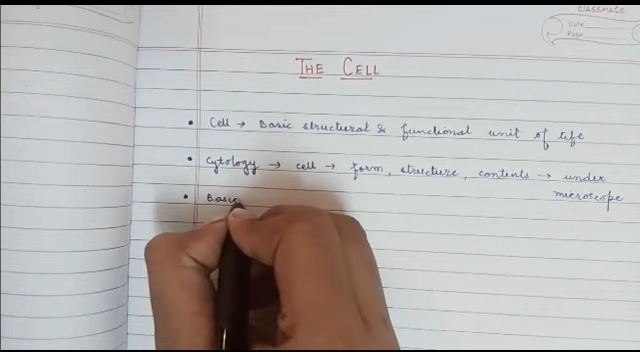 classmate
Date
Page
THE CELL
• Cell → Basic structural & functional unit of life
• Cytology → cell → form, structure, contents → under
microscope
• Basic